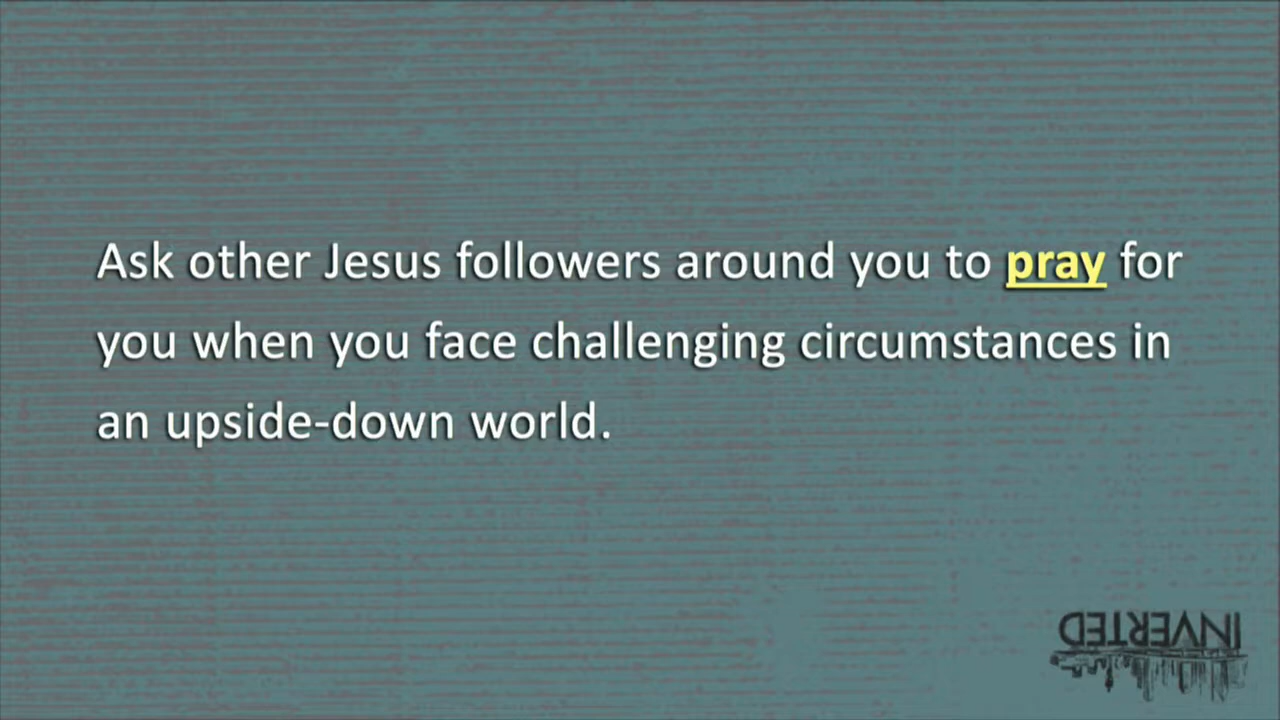 Ask other Jesus followers around you to pray for
you when you face challenging circumstances in
an upside-down world.
INVERTED